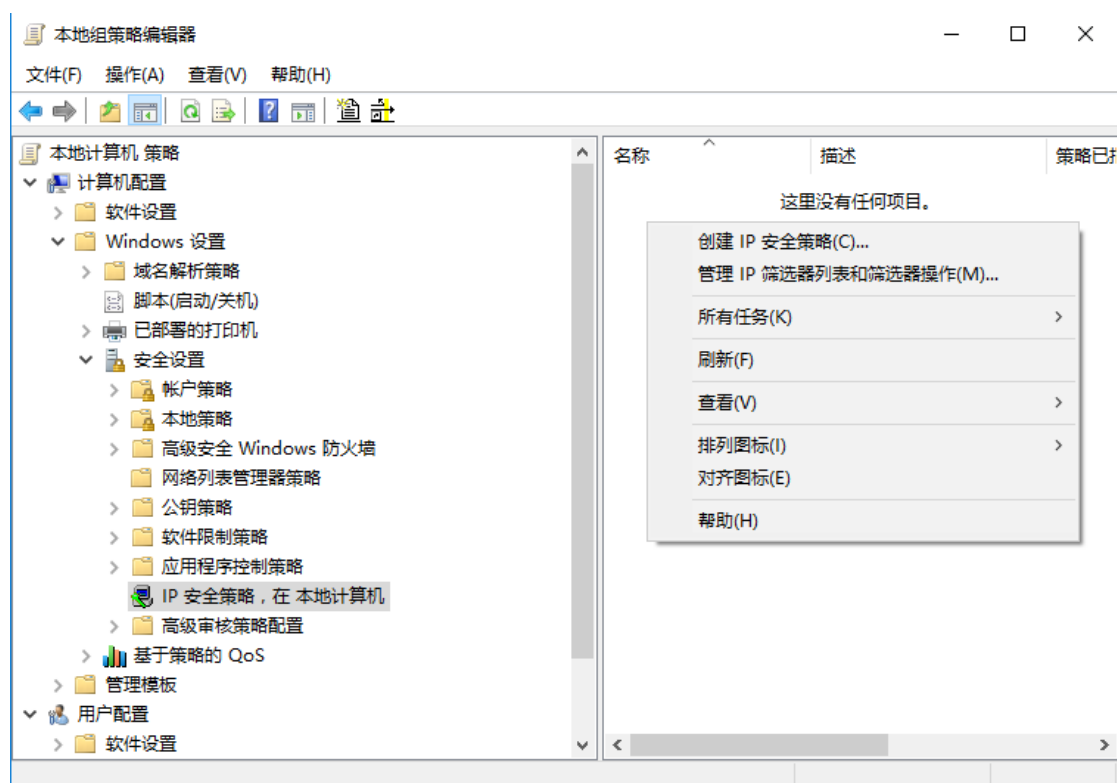 本地组策略编辑器
文件(F) 操作(A) 查看(V) 帮助(H)
本地计算机 策略
计算机配置
软件设置
Windows 设置
域名解析策略
脚本(启动/关机)
已部署的打印机
安全设置
帐户策略
本地策略
高级安全 Windows 防火墙
网络列表管理器策略
公钥策略
软件限制策略
应用程序控制策略
IP 安全策略，在 本地计算机
高级审核策略配置
基于策略的 QoS
管理模板
用户配置
软件设置
名称 描述 策略已
这里没有任何项目。
创建 IP 安全策略(C)...
管理 IP 筛选器列表和筛选器操作(M)...
所有任务(K)
刷新(F)
查看(V)
排列图标(I)
对齐图标(E)
帮助(H)